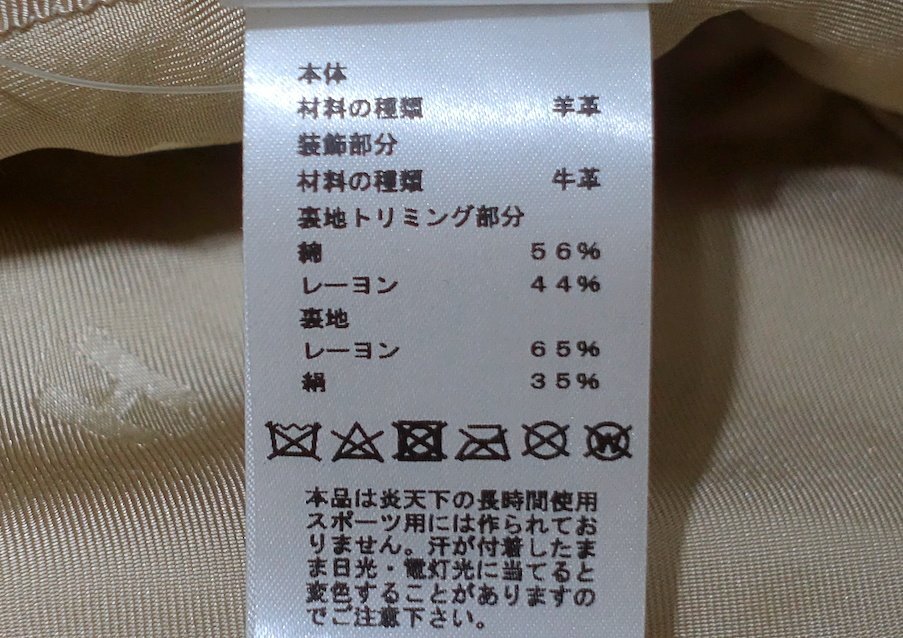 本体
材料の種類 羊革
装飾部分
材料の種類 牛革
裏地トリミング部分
綿 56%
レーヨン 44%
裏地
レーヨン 65%
絹 35%
W
本品は炎天下の長時間使用
スポーツ用には作られてお
りません。汗が付着したま
ま日光・電灯光に当てると
変色することがありますの
でご注意下さい。